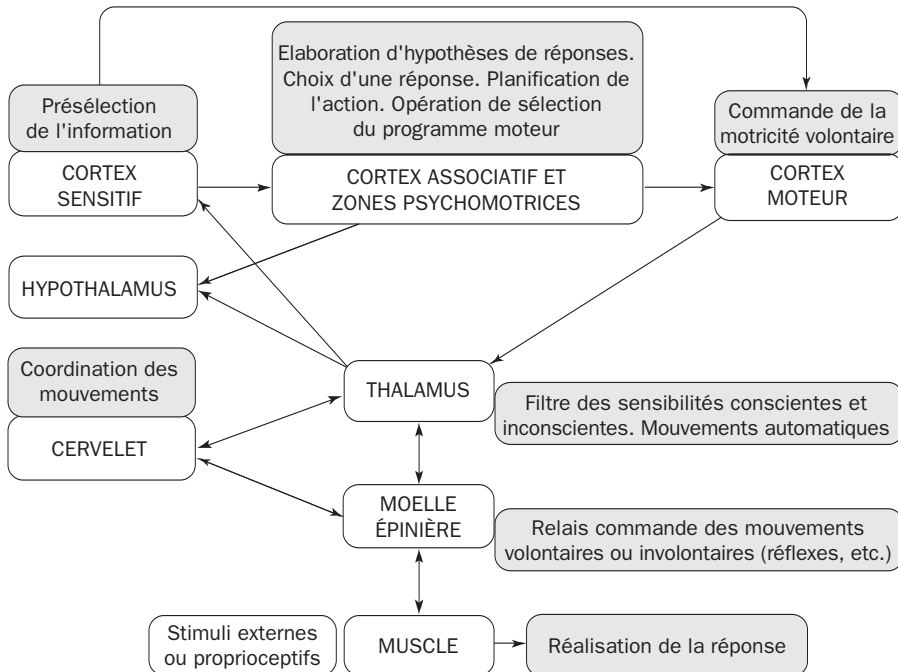 Elaboration d'hypothèses de réponses.
Choix d'une réponse. Planification de
l'action. Opération de sélection
du programme moteur
Présélection
de l'information
Commande de la
motricité volontaire
CORTEX
SENSITIF
CORTEX ASSOCIATIF ET
ZONES PSYCHOMOTRICES
CORTEX
MOTEUR
HYPOTHALAMUS
Coordination des
mouvements
CERVELET
THALAMUS
Filtre des sensibilités conscientes et
inconscientes. Mouvements automatiques
MOELLE
ÉPINIÈRE
Relais commande des mouvements
volontaires ou involontaires (réflexes, etc.)
Stimuli externes
ou proprioceptifs
MUSCLE
Réalisation de la réponse